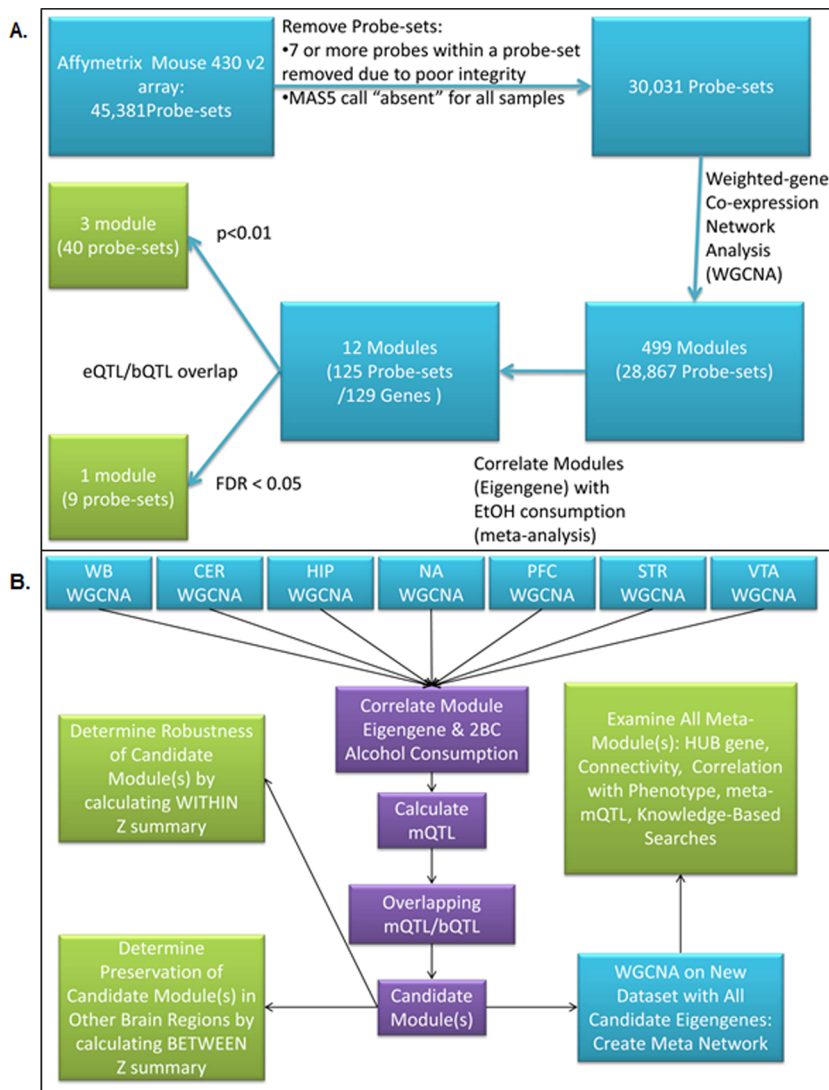 A.
Affymetrix Mouse 430 v2
array:
45,381Probe-sets
Remove Probe-sets:
•7 or more probes within a probe-set
removed due to poor integrity
•MAS5 call “absent” for all samples
30,031 Probe-sets
Weighted-gene
Co-expression
Network
Analysis
(WGCNA)
3 module
(40 probe-sets)
p<0.01
12 Modules
(125 Probe-sets
/129 Genes )
499 Modules
(28,867 Probe-sets)
eQTL/bQTL overlap
1 module
(9 probe-sets)
FDR < 0.05
Correlate Modules
(Eigengene) with
EtOH consumption
(meta-analysis)
B.
WB
WGCNA
CER
WGCNA
HIP
WGCNA
NA
WGCNA
PFC
WGCNA
STR
WGCNA
VTA
WGCNA
Correlate Module
Eigengene & 2BC
Alcohol Consumption
Determine Robustness
of Candidate
Module(s) by
calculating WITHIN
Z summary
Examine All Meta-
Module(s): HUB gene,
Connectivity, Correlation
with Phenotype, meta-
mQTL, Knowledge-Based
Searches
Calculate
mQTL
Overlapping
mQTL/bQTL
Determine
Preservation of
Candidate Module(s) in
Other Brain Regions by
calculating BETWEEN
Z summary
Candidate
Module(s)
WGCNA on New
Dataset with All
Candidate Eigengenes:
Create Meta Network